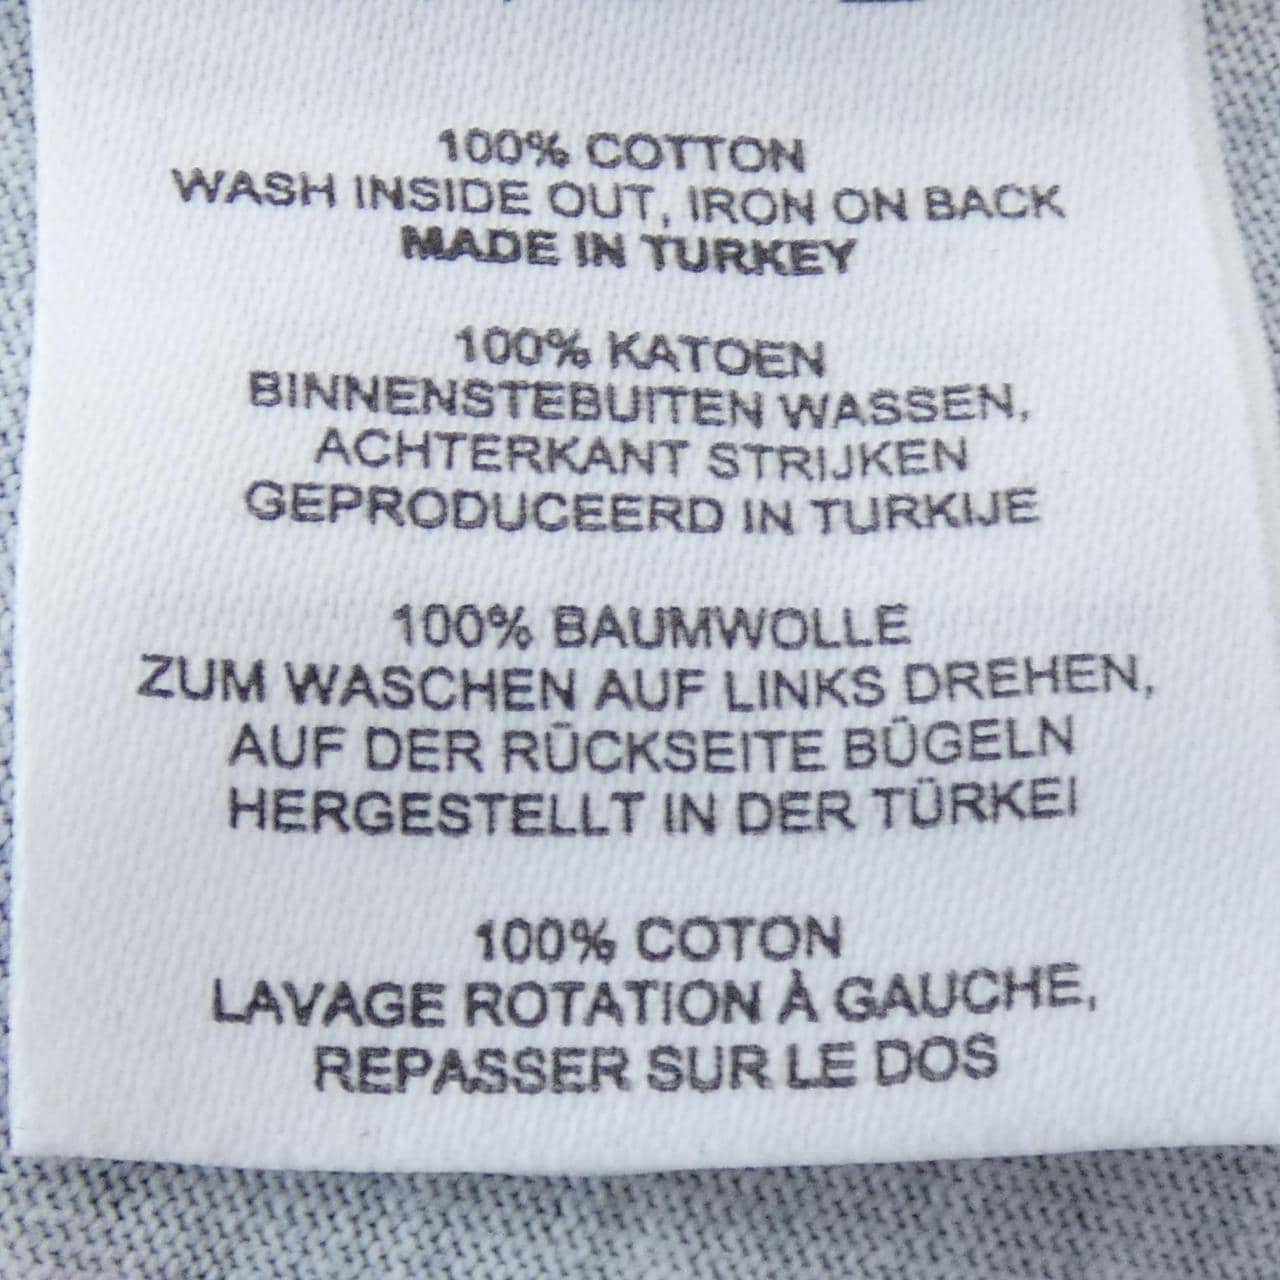 100% COTTON
WASH INSIDE OUT, IRON ON BACK
MADE IN TURKEY
100% KATOEN
BINNENSTEBUITEN WASSEN,
ACHTERKANT STRIJKEN
GEPRODUCEERD IN TURKIJE
100% BAUMWOLLE
ZUM WASCHEN AUF LINKS DREHEN,
AUF DER RÜCKSEITE BÜGELN
HERGESTELLT IN DER TÜRKEI
100% COTON
LAVAGE ROTATION À GAUCHE,
REPASSER SUR LE DOS